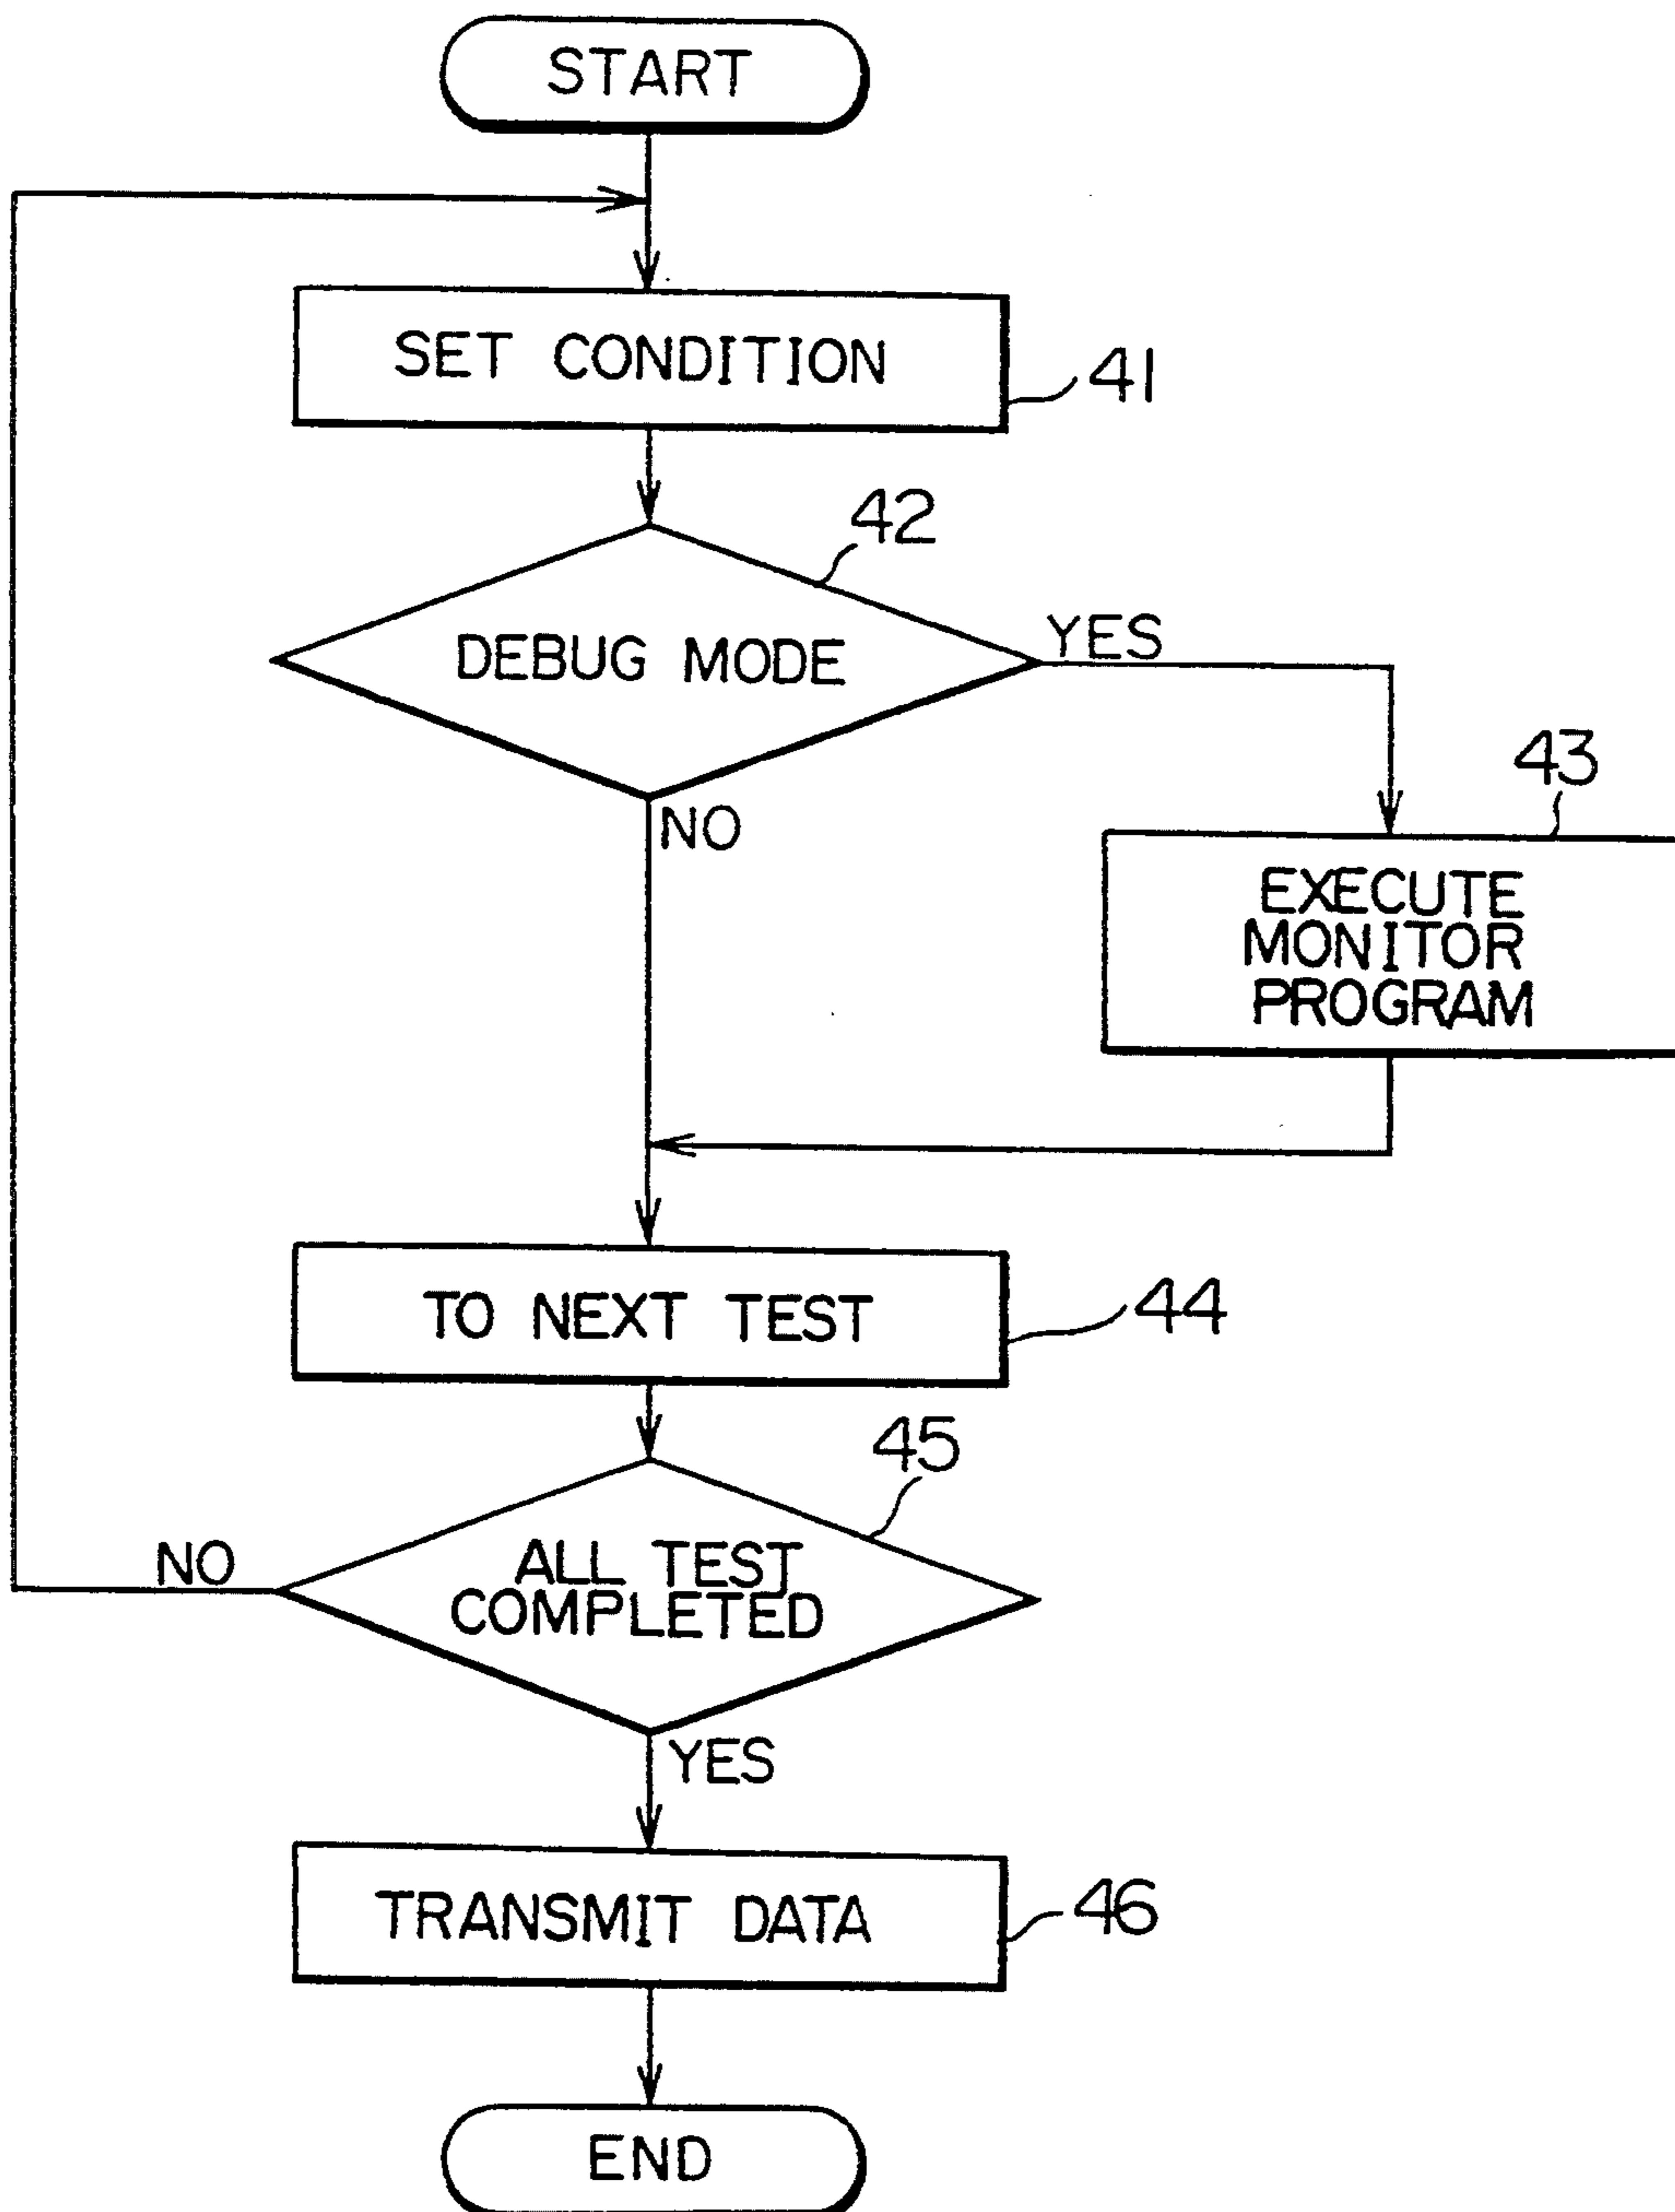 START
SET CONDITION
41
42
DEBUG MODE
YES
NO
43
EXECUTE
MONITOR
PROGRAM
TO NEXT TEST
44
45
ALL TEST
COMPLETED
NO
YES
TRANSMIT DATA
46
END